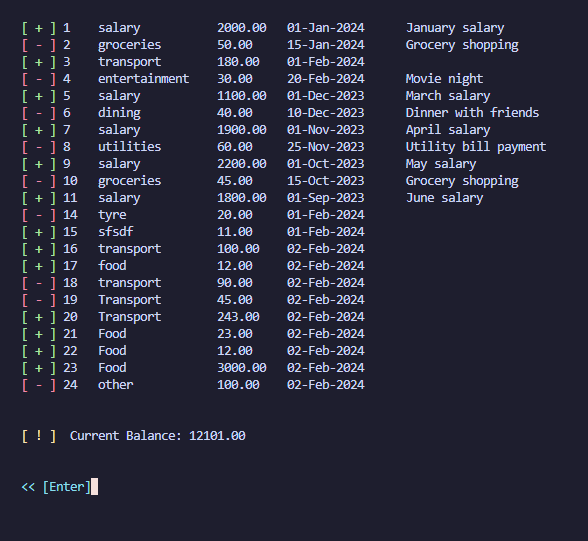 [ + ] 1 salary 2000.00 01-Jan-2024 January salary
[ - ] 2 groceries 50.00 15-Jan-2024 Grocery shopping
[ + ] 3 transport 180.00 01-Feb-2024
[ - ] 4 entertainment 30.00 20-Feb-2024 Movie night
[ + ] 5 salary 1100.00 01-Dec-2023 March salary
[ - ] 6 dining 40.00 10-Dec-2023 Dinner with friends
[ + ] 7 salary 1900.00 01-Nov-2023 April salary
[ - ] 8 utilities 60.00 25-Nov-2023 Utility bill payment
[ + ] 9 salary 2200.00 01-Oct-2023 May salary
[ - ] 10 groceries 45.00 15-Oct-2023 Grocery shopping
[ + ] 11 salary 1800.00 01-Sep-2023 June salary
[ - ] 14 tyre 20.00 01-Feb-2024
[ + ] 15 sfsdf 11.00 01-Feb-2024
[ + ] 16 transport 100.00 02-Feb-2024
[ + ] 17 food 12.00 02-Feb-2024
[ - ] 18 transport 90.00 02-Feb-2024
[ - ] 19 Transport 45.00 02-Feb-2024
[ + ] 20 Transport 243.00 02-Feb-2024
[ + ] 21 Food 23.00 02-Feb-2024
[ + ] 22 Food 12.00 02-Feb-2024
[ + ] 23 Food 3000.00 02-Feb-2024
[ - ] 24 other 100.00 02-Feb-2024
[ ! ] Current Balance: 12101.00
<< [Enter]